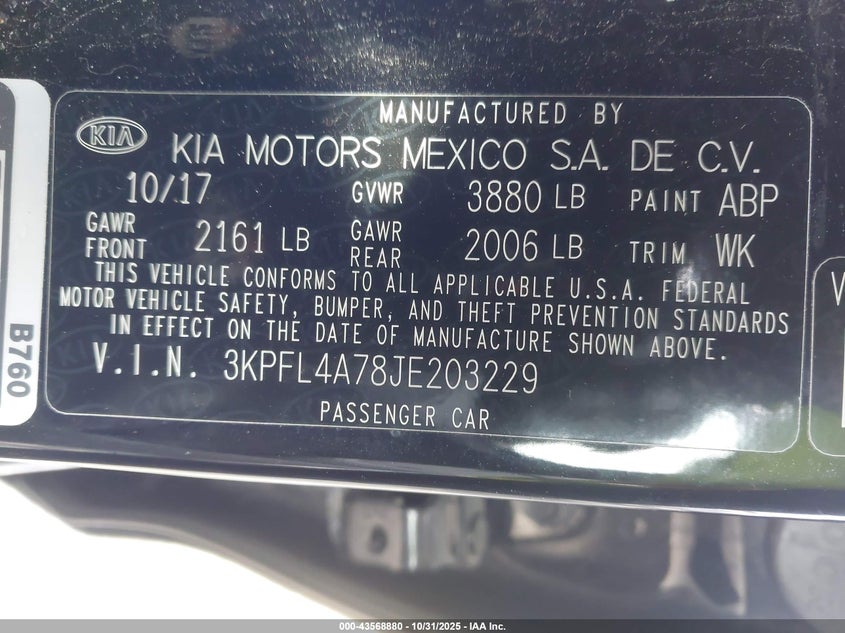 MANUFACTURED BY
KIA KIA MOTORS MEXICO S.A. DE C.V.
10/17 GVWR 3880 LB PAINT ABP
GAWR FRONT 2161 LB GAWR REAR 2006 LB TRIM WK
THIS VEHICLE CONFORMS TO ALL APPLICABLE U.S.A. FEDERAL
MOTOR VEHICLE SAFETY, BUMPER, AND THEFT PREVENTION STANDARDS
IN EFFECT ON THE DATE OF MANUFACTURE SHOWN ABOVE.
V.I.N. 3KPFL4A78JE203229
PASSENGER CAR
B760
V
000-43568880 - 10/31/2025 - IAA Inc.